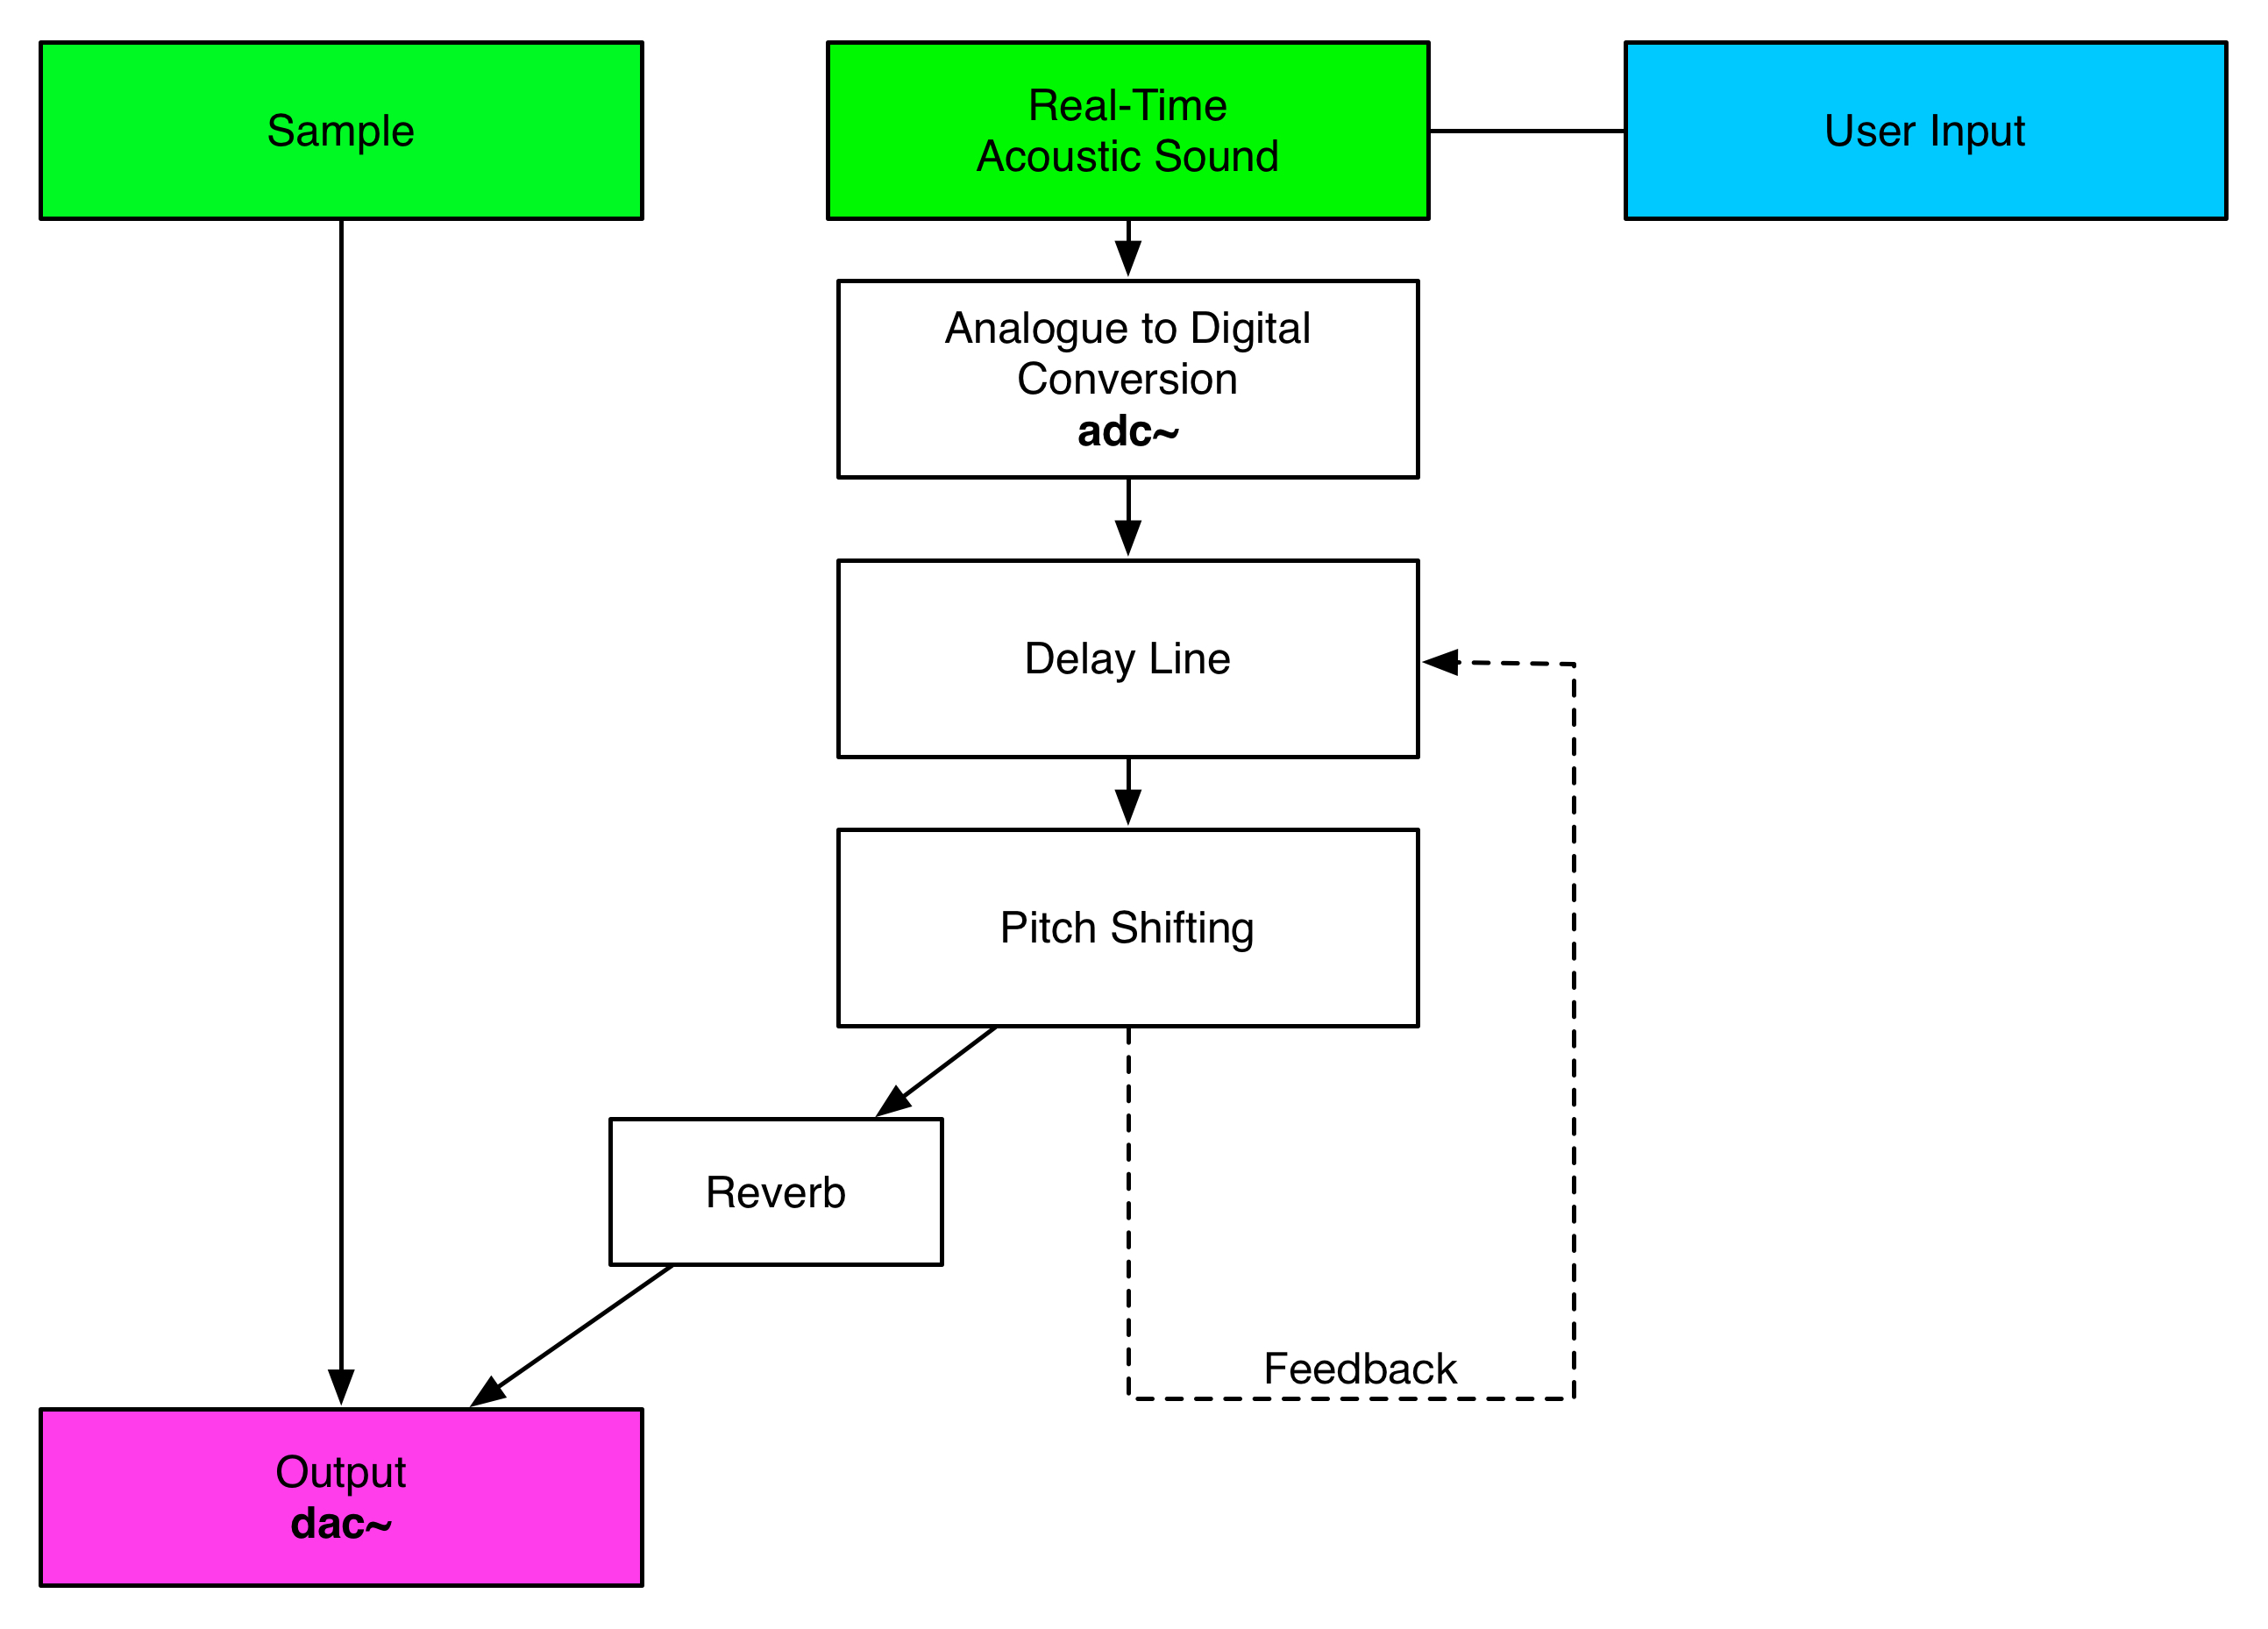 Sample
Real-Time
Acoustic Sound
User Input
Analogue to Digital
Conversion
adc~
Delay Line
Pitch Shifting
Reverb
Feedback
Output
dac~